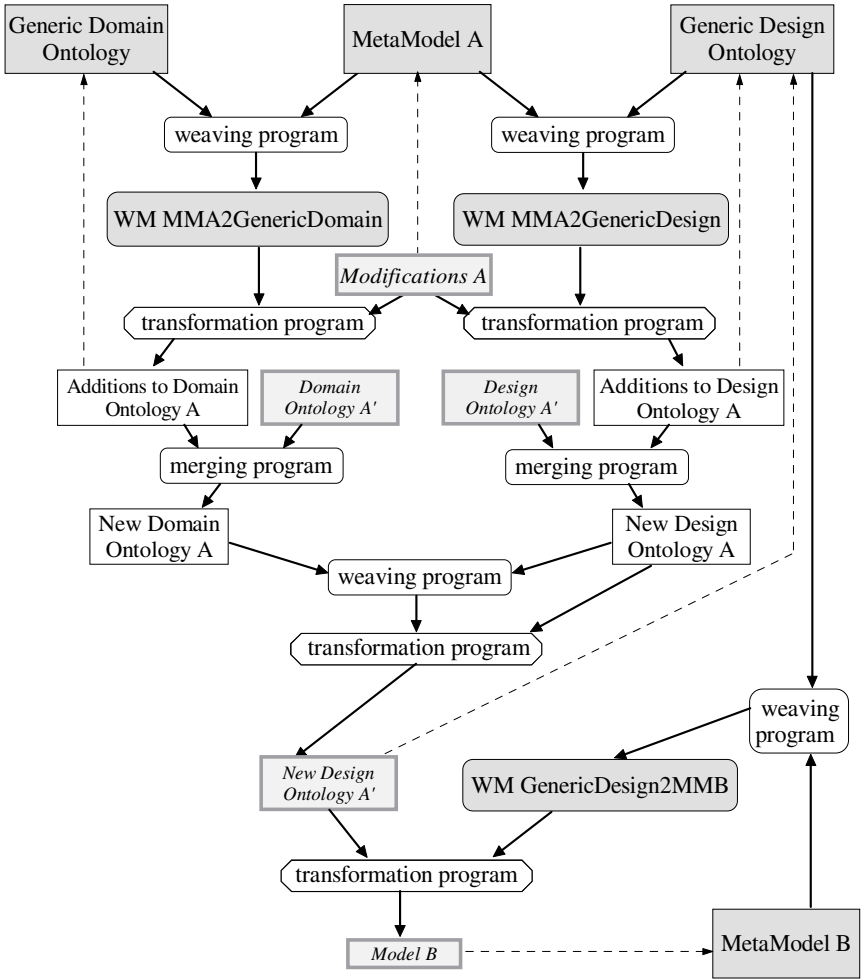 Generic Domain
Ontology
MetaModel A
Generic Design
Ontology
weaving program
weaving program
WM MMA2GenericDomain
WM MMA2GenericDesign
Modifications A
transformation program
transformation program
Additions to Domain
Ontology A
Domain
Ontology A'
Design
Ontology A'
Additions to Design
Ontology A
merging program
merging program
New Domain
Ontology A
New Design
Ontology A
weaving program
transformation program
weaving
program
New Design
Ontology A'
WM GenericDesign2MMB
transformation program
Model B
MetaModel B